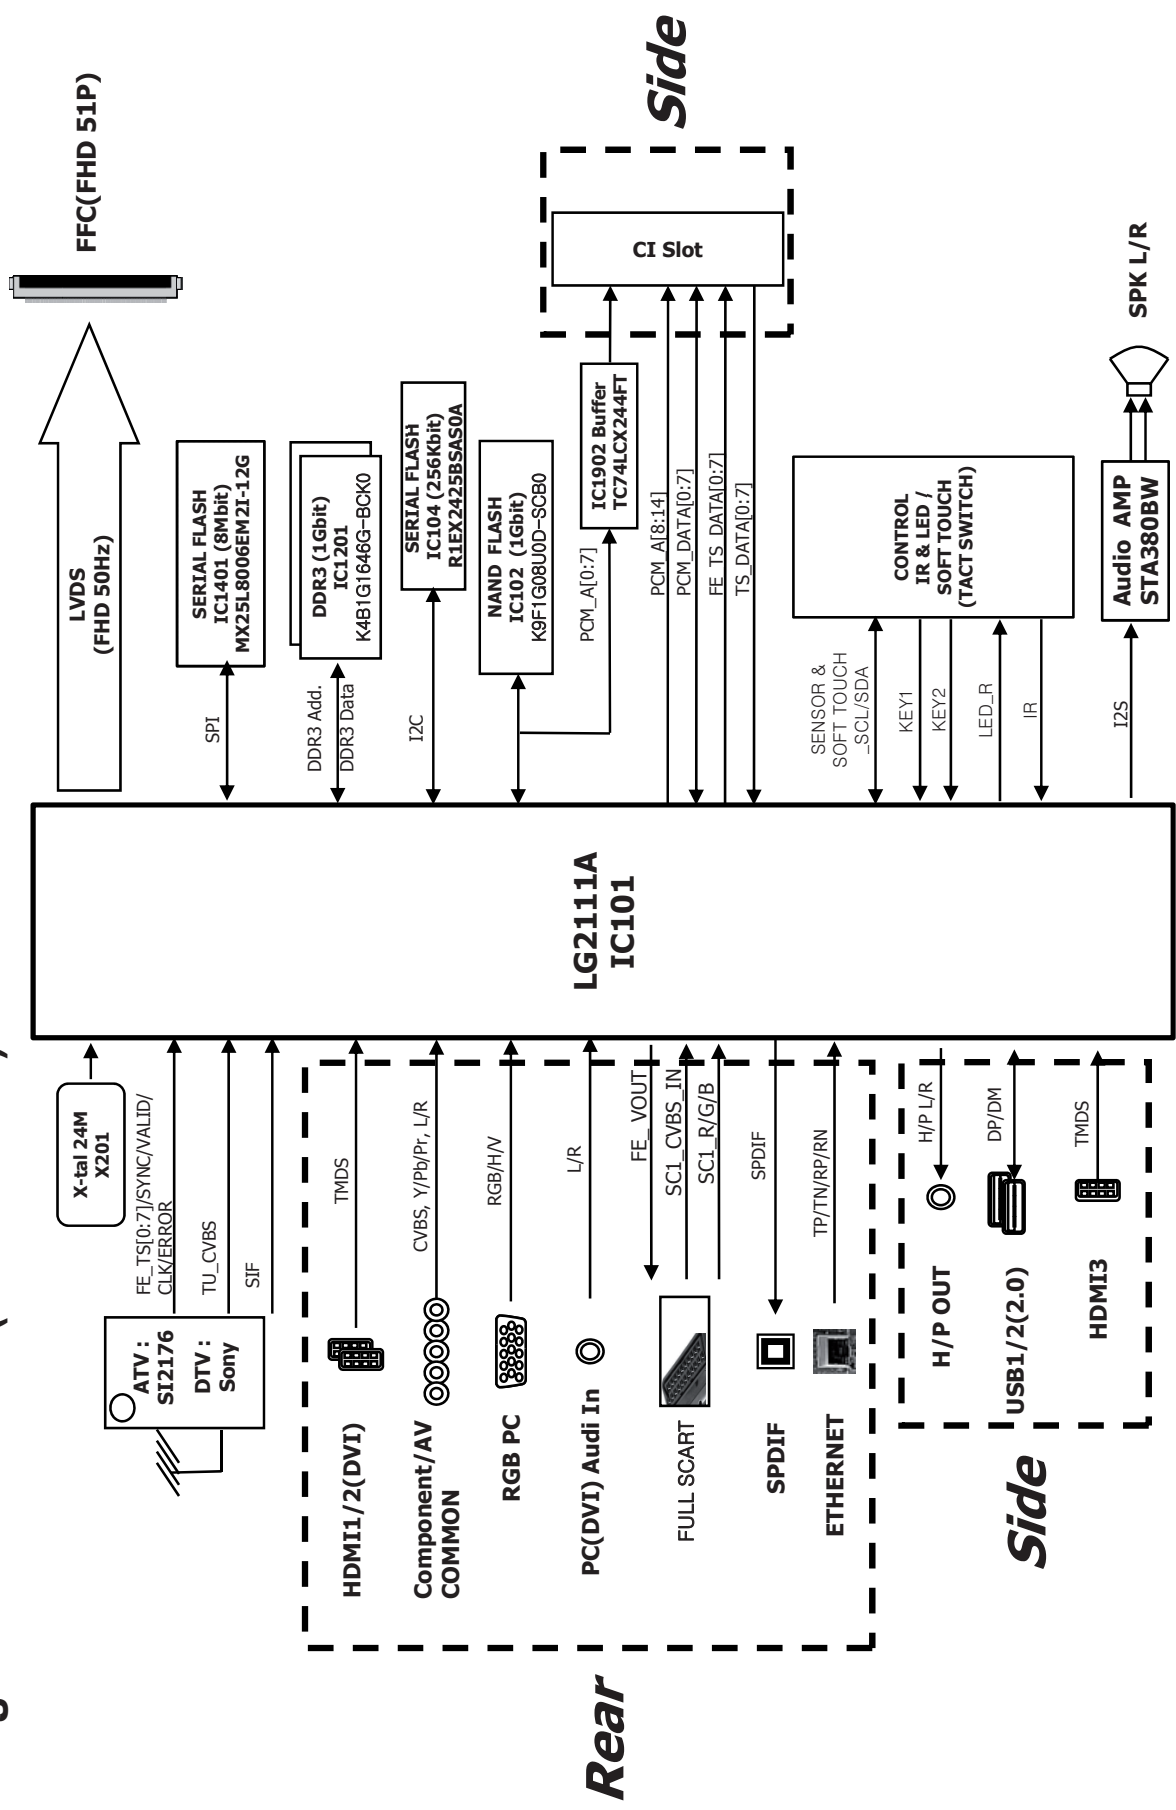 X-tal 24M
X201
ATV :
SI2176
DTV :
Sony
FE_TS[0:7]/SYNC/VALID/
CLK/ERROR
TU_CVBS
SIF
Rear
HDMI1/2(DVI)
TMDS
Component/AV
COMMON
CVBS, Y/Pb/Pr, L/R
RGB PC
RGB/H/V
PC(DVI) Audi In
L/R
FULL SCART
FE_ VOUT
SC1_CVBS_IN
SC1_R/G/B
SPDIF
SPDIF
ETHERNET
TP/TN/RP/RN
Side
H/P OUT
H/P L/R
USB1/2(2.0)
DP/DM
HDMI3
TMDS
LG2111A
IC101
LVDS
(FHD 50Hz)
FFC(FHD 51P)
SPI
SERIAL FLASH
IC1401 (8Mbit)
MX25L8006EM2I-12G
DDR3 Add.
DDR3 Data
DDR3 (1Gbit)
IC1201
K4B1G1646G-BCK0
I2C
SERIAL FLASH
IC104 (256Kbit)
R1EX2425BSAS0A
NAND FLASH
IC102 (1Gbit)
K9F1G08U0D-SCB0
PCM_A[0:7]
IC1902 Buffer
TC74LCX244FT
PCM_A[8:14]
PCM_DATA[0:7]
FE_TS_DATA[0:7]
TS_DATA[0:7]
CI Slot
Side
SENSOR &
SOFT TOUCH
_SCL/SDA
KEY1
KEY2
LED_R
IR
CONTROL
IR & LED /
SOFT TOUCH
(TACT SWITCH)
I2S
Audio AMP
STA380BW
SPK L/R